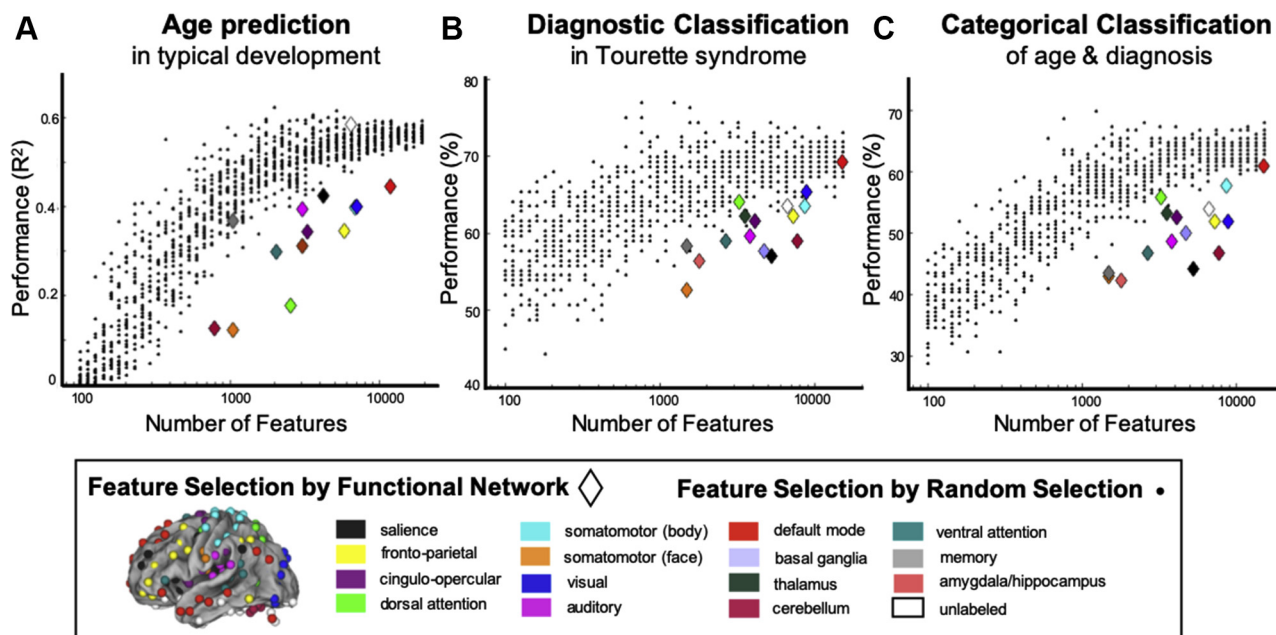 A
Age prediction
in typical development
Performance (R²)
0.6
0.4
0.2
0
100
1000
10000
Number of Features
B
Diagnostic Classification
in Tourette syndrome
Performance (%)
80
70
60
50
40
100
1000
10000
Number of Features
C
Categorical Classification
of age & diagnosis
Performance (%)
70
60
50
40
30
100
1000
10000
Number of Features
Feature Selection by Functional Network
Feature Selection by Random Selection
salience
fronto-parietal
cingulo-opercular
dorsal attention
somatomotor (body)
somatomotor (face)
visual
auditory
default mode
basal ganglia
thalamus
cerebellum
ventral attention
memory
amygdala/hippocampus
unlabeled